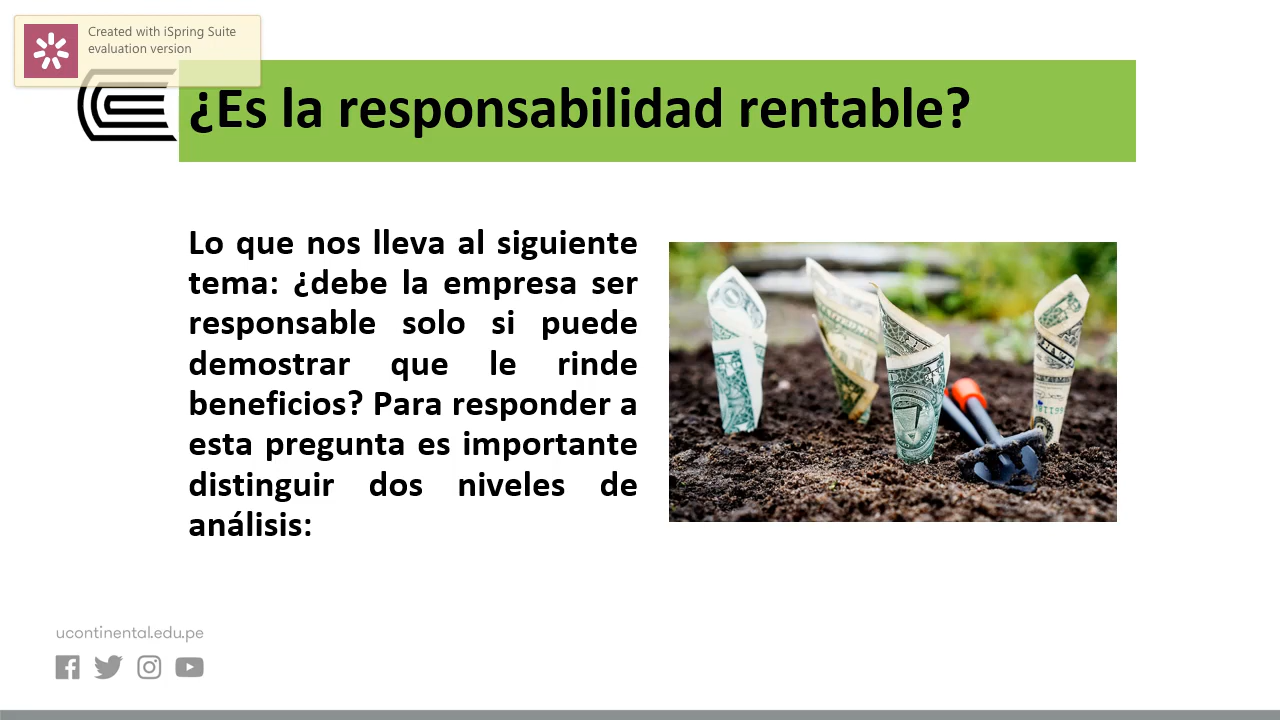 Created with iSpring Suite
evaluation version
¿Es la responsabilidad rentable?
Lo que nos lleva al siguiente
tema: ¿debe la empresa ser
responsable solo si puede
demostrar que le rinde
beneficios? Para responder a
esta pregunta es importante
distinguir dos niveles de
análisis:
ucontinental.edu.pe